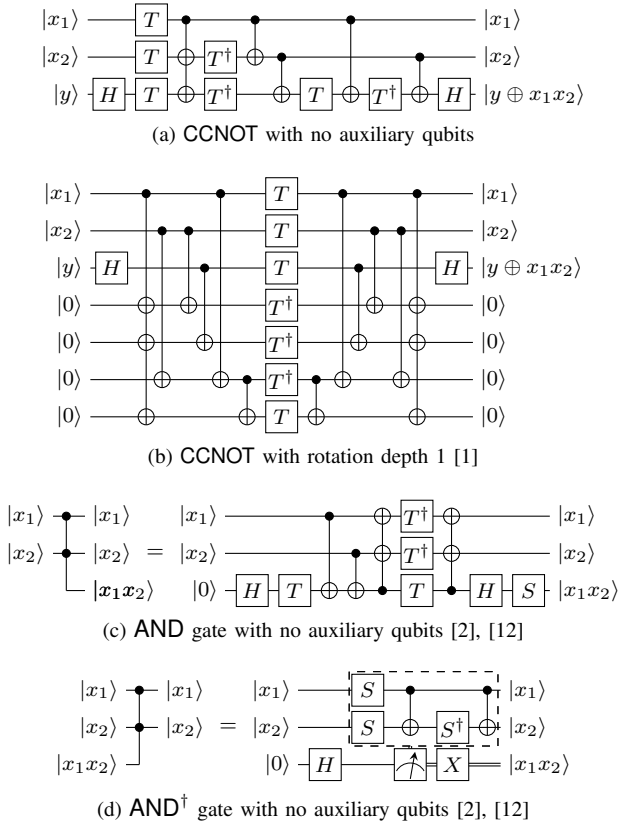 |x₁⟩ T |x₁⟩
|x₂⟩ T T† |x₂⟩
|y⟩ H T T† T T† H |y ⊕ x₁x₂⟩
(a) CCNOT with no auxiliary qubits
|x₁⟩ T |x₁⟩
|x₂⟩ T |x₂⟩
|y⟩ H T H |y ⊕ x₁x₂⟩
|0⟩ T† |0⟩
|0⟩ T† |0⟩
|0⟩ T† |0⟩
|0⟩ T |0⟩
(b) CCNOT with rotation depth 1 [1]
|x₁⟩ |x₁⟩ |x₁⟩ T† |x₁⟩
|x₂⟩ |x₂⟩ = |x₂⟩ T† |x₂⟩
|x₁x₂⟩ |0⟩ H T T H S |x₁x₂⟩
(c) AND gate with no auxiliary qubits [2], [12]
|x₁⟩ |x₁⟩ |x₁⟩ S |x₁⟩
|x₂⟩ |x₂⟩ = |x₂⟩ S S† |x₂⟩
|x₁x₂⟩ |0⟩ H X |x₁x₂⟩
(d) AND† gate with no auxiliary qubits [2], [12]